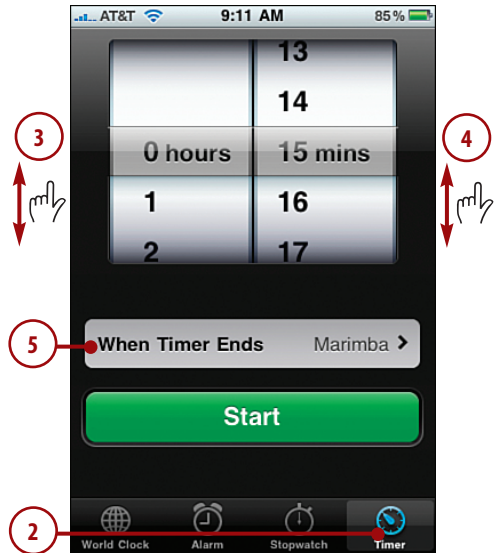 AT&T 9:11 AM 85%
13
14
3
4
0 hours 15 mins
1 16
2 17
5
When Timer Ends Marimba
Start
2
World Clock Alarm Stopwatch Timer